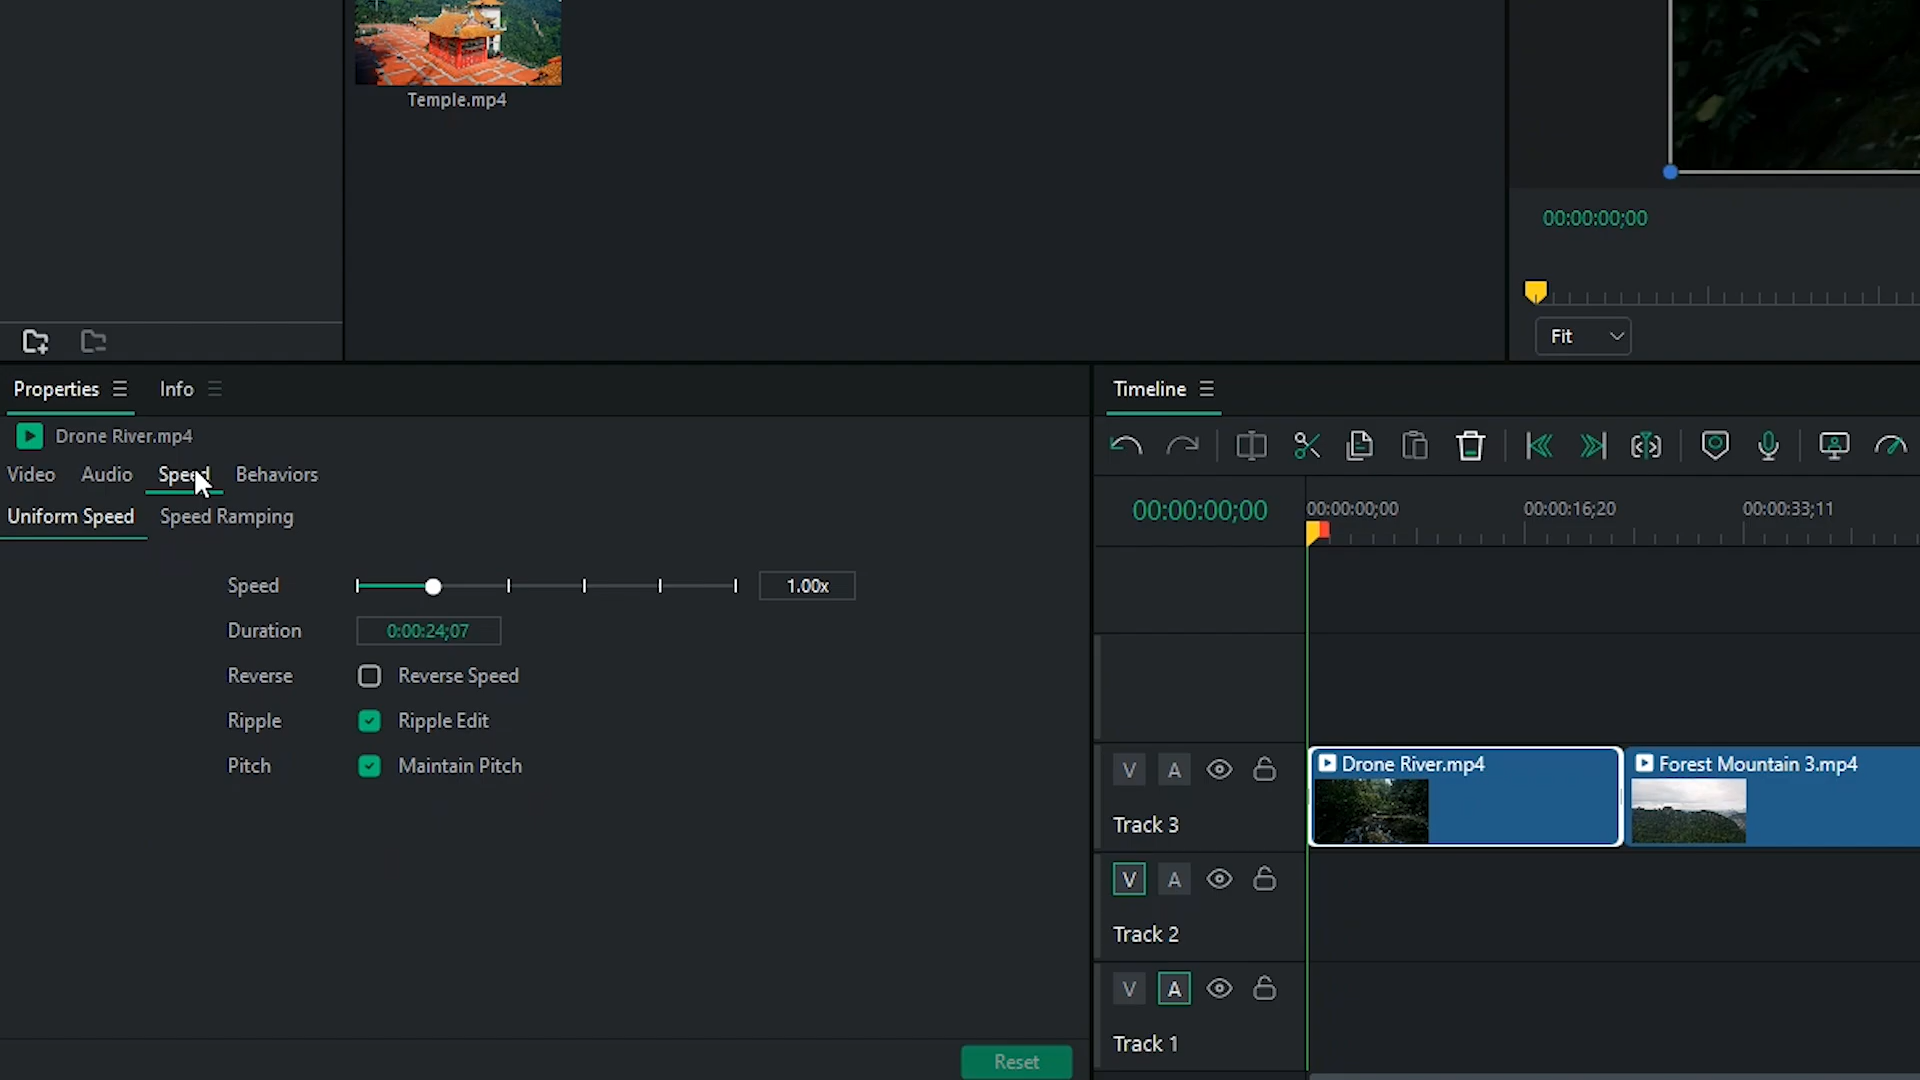 Temple.mp4
00:00:00;00
Fit
Properties
Info
Timeline
Drone River.mp4
Video
Audio
Speed
Behaviors
Uniform Speed
Speed Ramping
00:00:00;00
00:00:00;00
00:00:16;20
00:00:33;11
Speed
1.00x
Duration
0:00:24;07
Reverse
Reverse Speed
Ripple
Ripple Edit
Pitch
Maintain Pitch
V
A
Drone River.mp4
Forest Mountain 3.mp4
Track 3
V
A
Track 2
V
A
Track 1
Reset